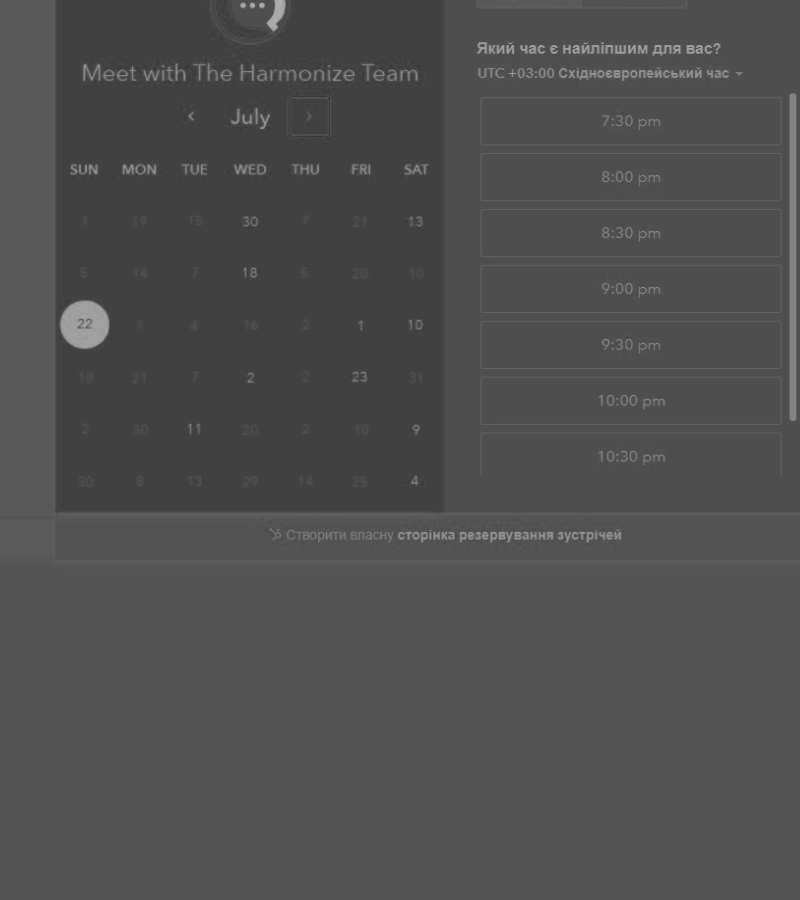 Meet with The Harmonize Team
July
SUN MON TUE WED THU FRI SAT
1 19 15 30 7 21 13
5 14 7 18 5 20 10
22 1 4 16 2 1 10
10 21 7 2 2 23 31
2 30 11 20 2 10 9
30 8 13 29 14 25 4
Який час є найліпшим для вас?
UTC +03:00 Східноєвропейський час
7:30 pm
8:00 pm
8:30 pm
9:00 pm
9:30 pm
10:00 pm
10:30 pm
Створити власну сторінка резервування зустрічей